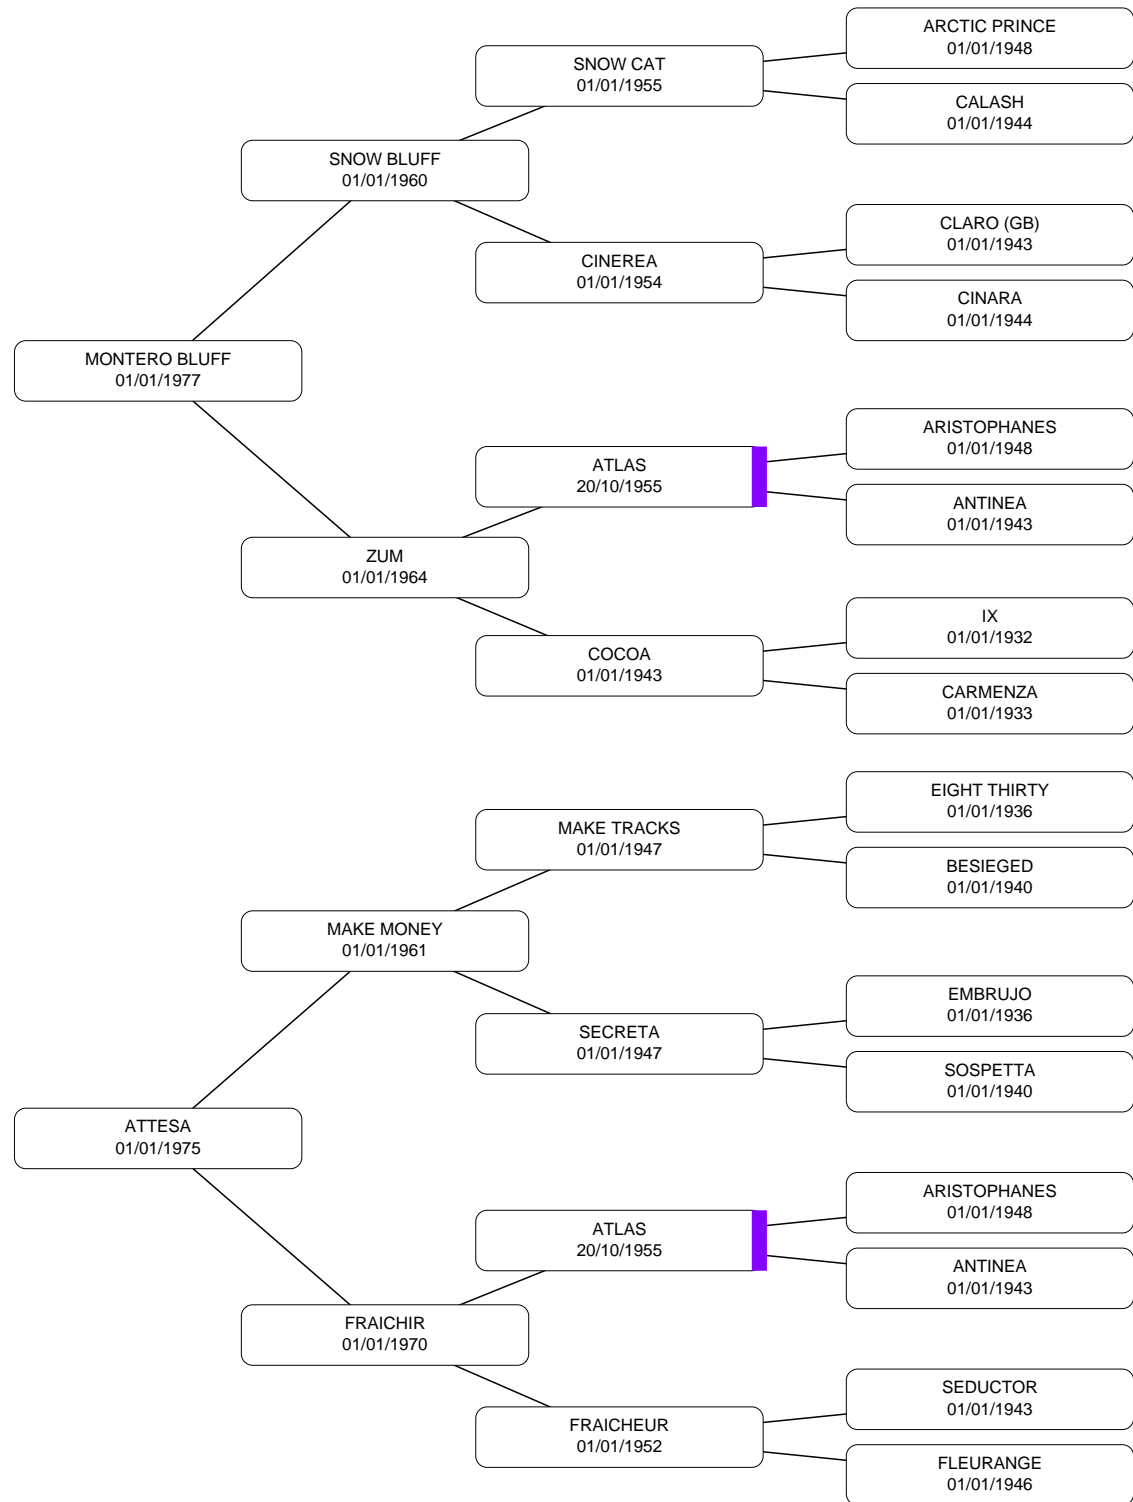 ARCTIC PRINCE
01/01/1948
SNOW CAT
01/01/1955
CALASH
01/01/1944
SNOW BLUFF
01/01/1960
CLARO (GB)
01/01/1943
CINEREA
01/01/1954
CINARA
01/01/1944
MONTERO BLUFF
01/01/1977
ARISTOPHANES
01/01/1948
ATLAS
20/10/1955
ANTINEA
01/01/1943
ZUM
01/01/1964
IX
01/01/1932
COCOA
01/01/1943
CARMENZA
01/01/1933
EIGHT THIRTY
01/01/1936
MAKE TRACKS
01/01/1947
BESIEGED
01/01/1940
MAKE MONEY
01/01/1961
EMBRUJO
01/01/1936
SECRETA
01/01/1947
SOSPETTA
01/01/1940
ATTESA
01/01/1975
ARISTOPHANES
01/01/1948
ATLAS
20/10/1955
ANTINEA
01/01/1943
FRAICHIR
01/01/1970
SEDUCTOR
01/01/1943
FRAICHEUR
01/01/1952
FLEURANGE
01/01/1946